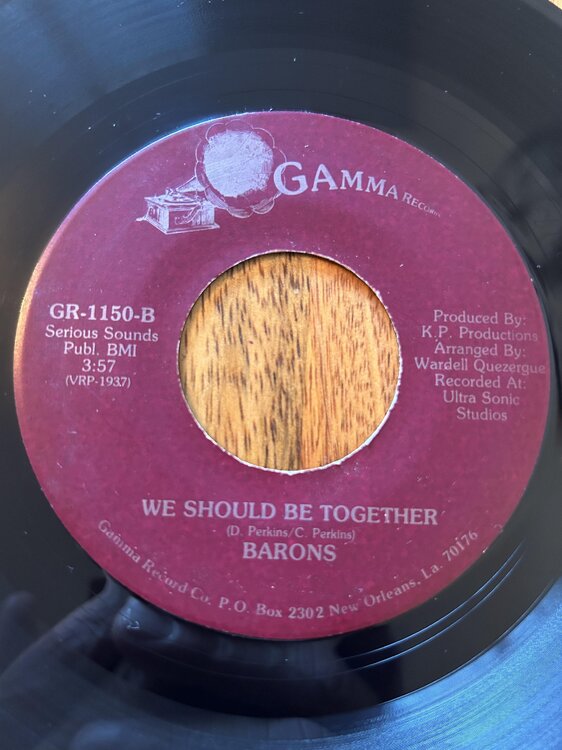 GAMMA RECORDS
GR-1150-B
Serious Sounds
Publ. BMI
3:57
(VRP-1937)
Produced By:
K.P. Productions
Arranged By:
Wardell Quezergue
Recorded At:
Ultra Sonic
Studios
WE SHOULD BE TOGETHER
(D. Perkins/C. Perkins)
BARONS
Gamma Record Co. P.O. Box 2302 New Orleans, La. 70176